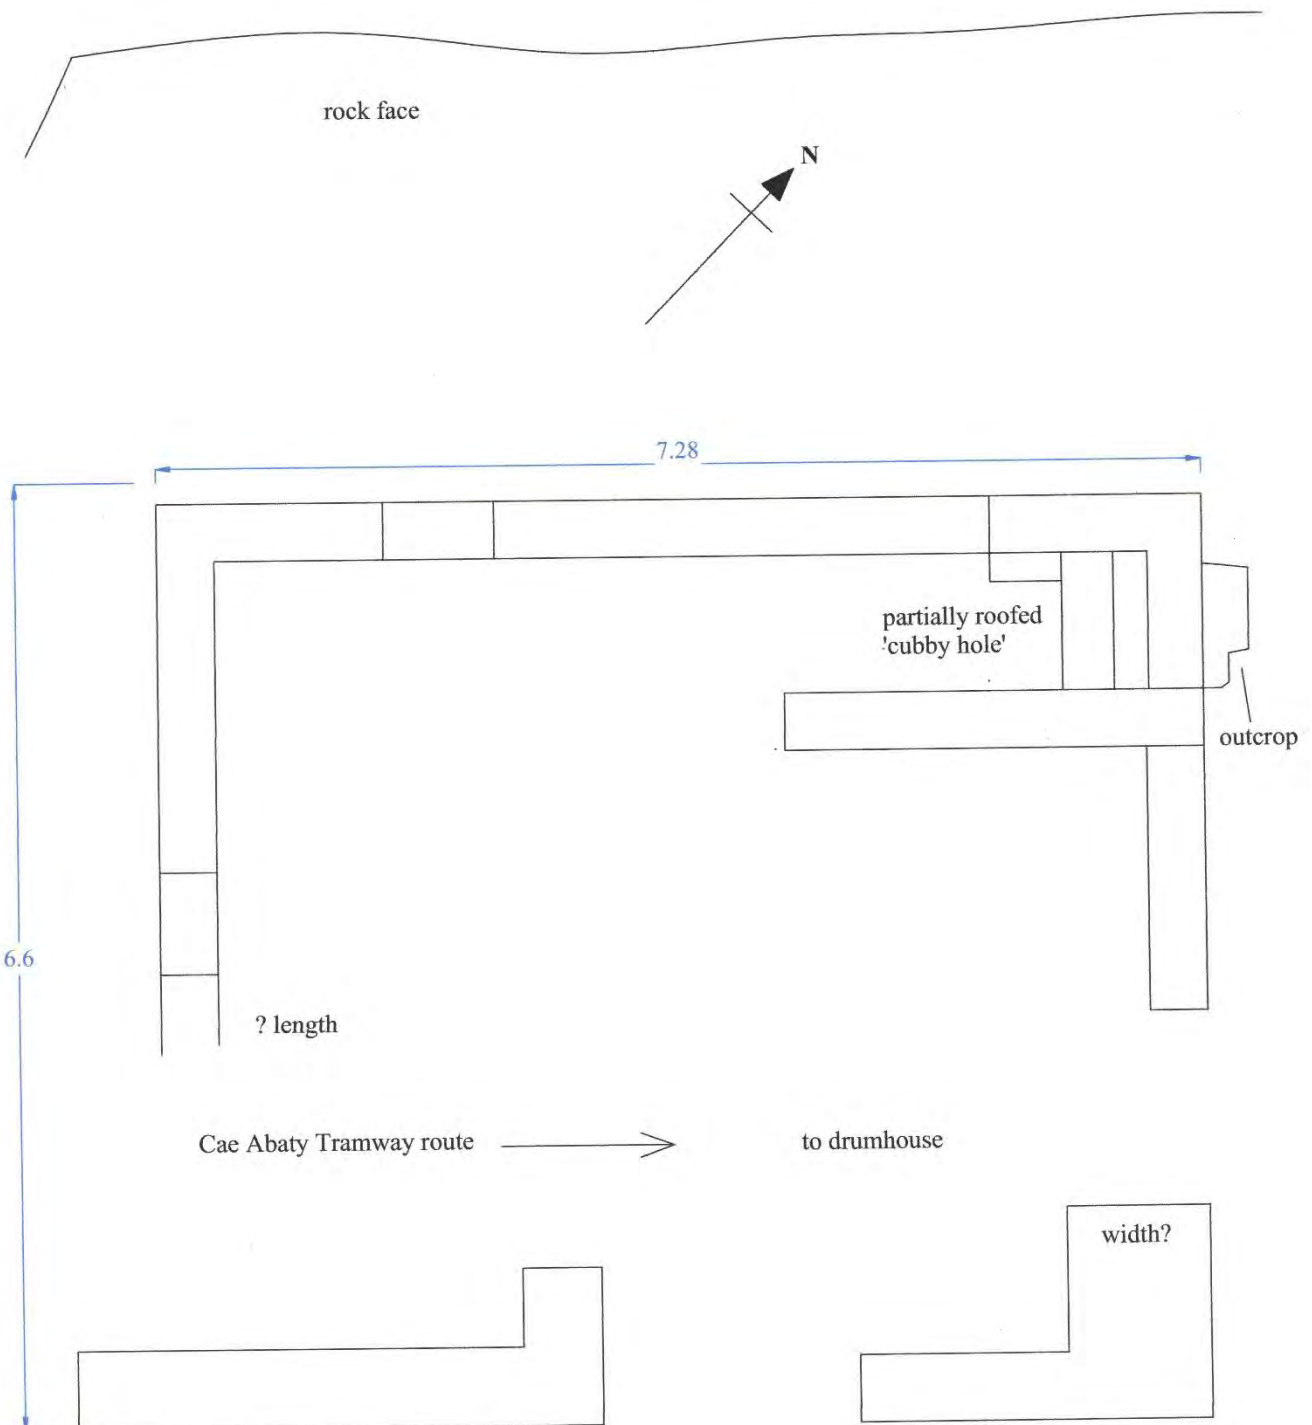 rock face
N
7.28
partially roofed
'cubby hole'
outcrop
6.6
? length
Cae Abaty Tramway route
to drumhouse
width?